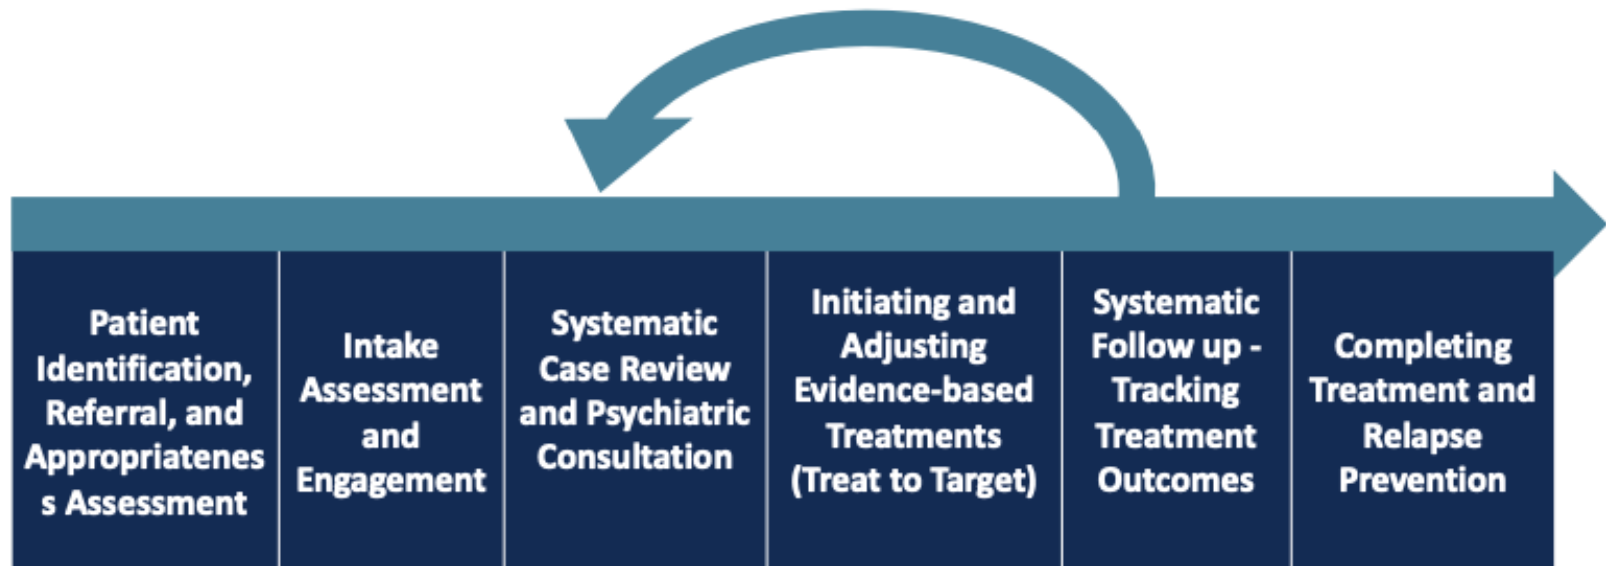 Patient
Identification,
Referral, and
Appropriatenes
s Assessment
Intake
Assessment
and
Engagement
Systematic
Case Review
and Psychiatric
Consultation
Initiating and
Adjusting
Evidence-based
Treatments
(Treat to Target)
Systematic
Follow up -
Tracking
Treatment
Outcomes
Completing
Treatment and
Relapse
Prevention